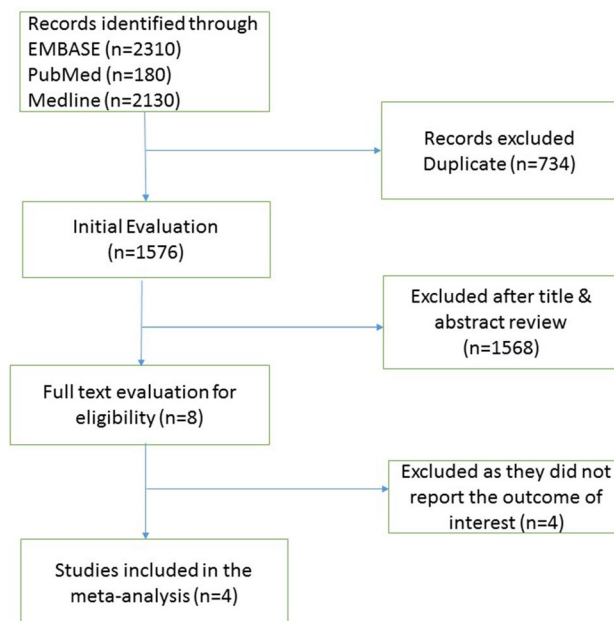 Records identified through
EMBASE (n=2310)
PubMed (n=180)
Medline (n=2130)
Records excluded
Duplicate (n=734)
Initial Evaluation
(n=1576)
Excluded after title &
abstract review
(n=1568)
Full text evaluation for
eligibility (n=8)
Excluded as they did not
report the outcome of
interest (n=4)
Studies included in the
meta-analysis (n=4)